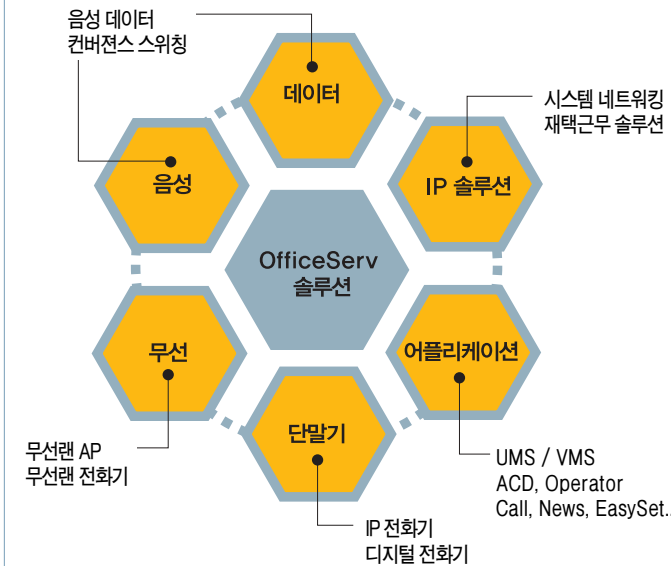 음성 데이터
컨버젼스 스위칭
데이터
시스템 네트워킹
재택근무 솔루션
음성
IP 솔루션
OfficeServ
솔루션
무선
어플리케이션
단말기
무선랜 AP
무선랜 전화기
UMS / VMS
ACD, Operator
Call, News, EasySet..
IP 전화기
디지털 전화기